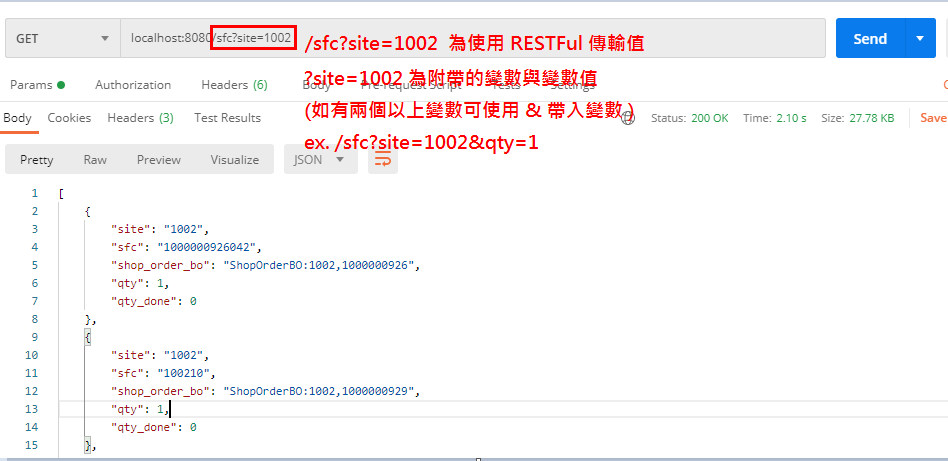 GET localhost:8080/sfc?site=1002 Send
/sfc?site=1002 為使用 RESTFul 傳輸值
Params Authorization Headers (6) Body Pre-request Script Tests Settings
?site=1002 為附帶的變數與變數值
(如有兩個以上變數可使用 & 帶入變數 )
Body Cookies Headers (3) Test Results Status: 200 OK Time: 2.10 s Size: 27.78 KB Save
ex. /sfc?site=1002&qty=1
Pretty Raw Preview Visualize JSON
1 [
2 {
3 "site": "1002",
4 "sfc": "1000000926042",
5 "shop_order_bo": "ShopOrderBO:1002,1000000926",
6 "qty": 1,
7 "qty_done": 0
8 },
9 {
10 "site": "1002",
11 "sfc": "100210",
12 "shop_order_bo": "ShopOrderBO:1002,1000000929",
13 "qty": 1,
14 "qty_done": 0
15 },